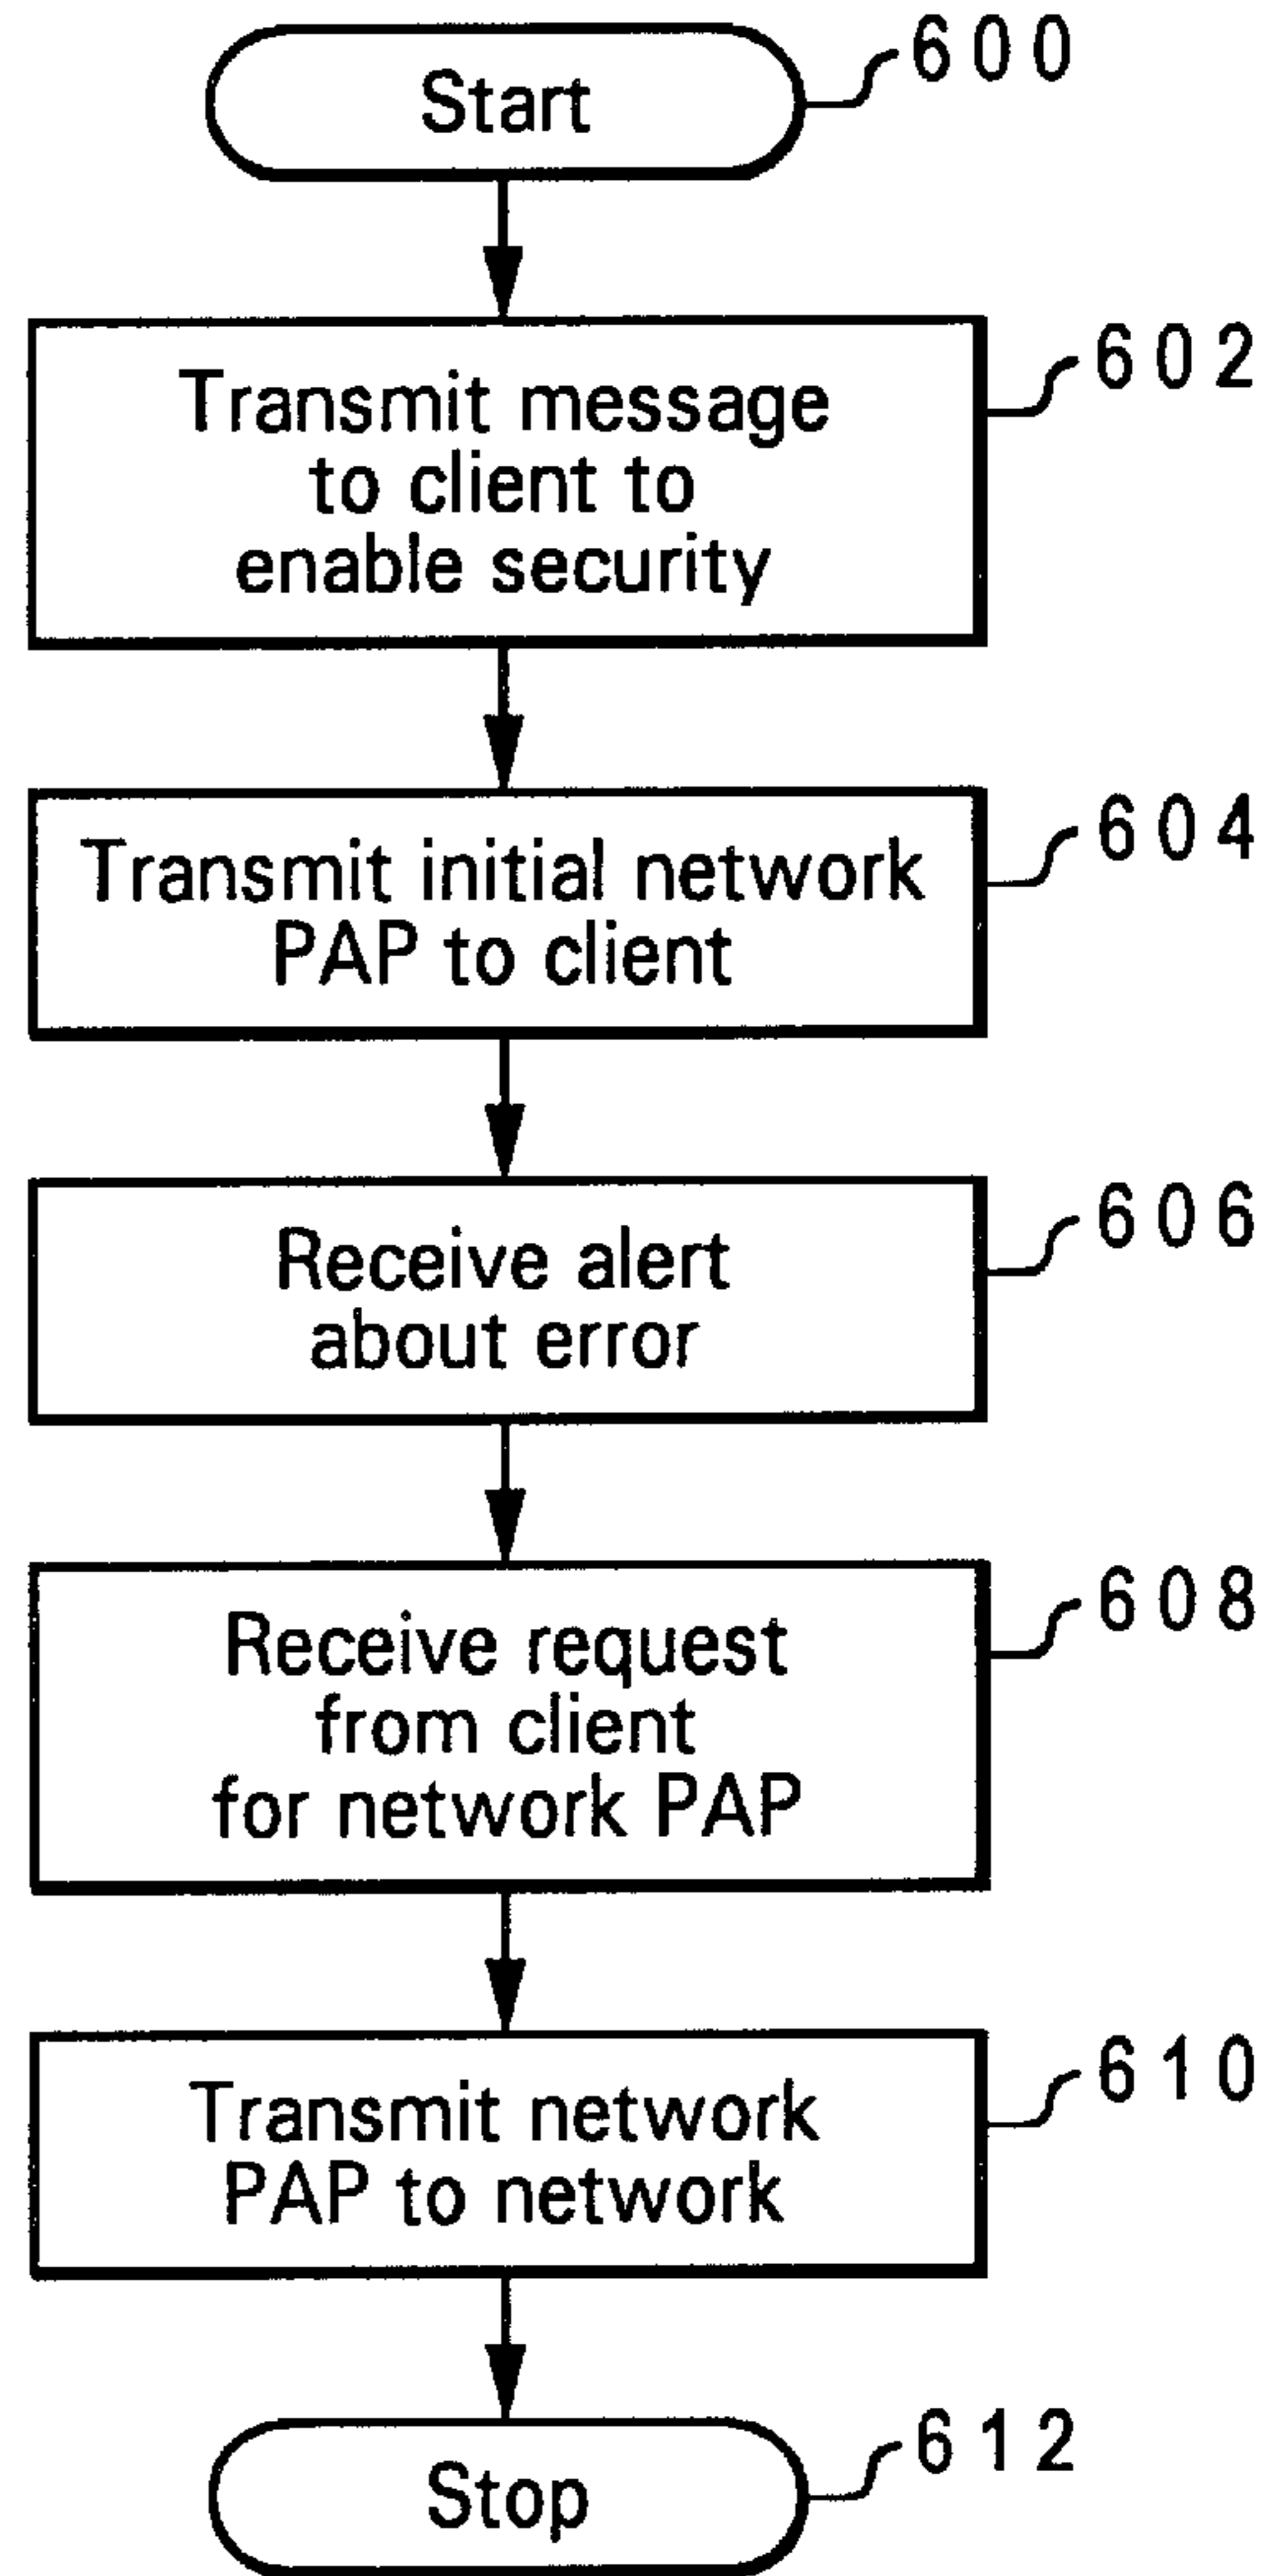 Start
600
Transmit message
to client to
enable security
602
Transmit initial network
PAP to client
604
Receive alert
about error
606
Receive request
from client
for network PAP
608
Transmit network
PAP to network
610
Stop
612